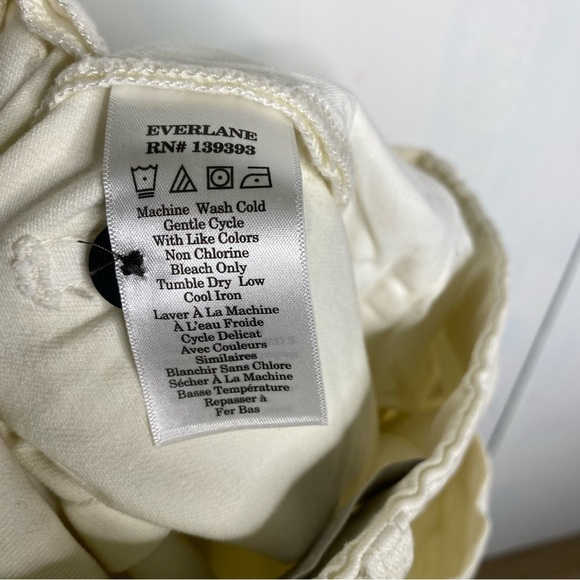 EVERLANE
RN# 139393
Machine Wash Cold
Gentle Cycle
With Like Colors
Non Chlorine
Bleach Only
Tumble Dry Low
Cool Iron
Laver À La Machine
À L'eau Froide
Cycle Delicat
Avec Couleurs
Similaires
Blanchir Sans Chlore
Sécher À La Machine
Basse Température
Repasser à
Fer Bas